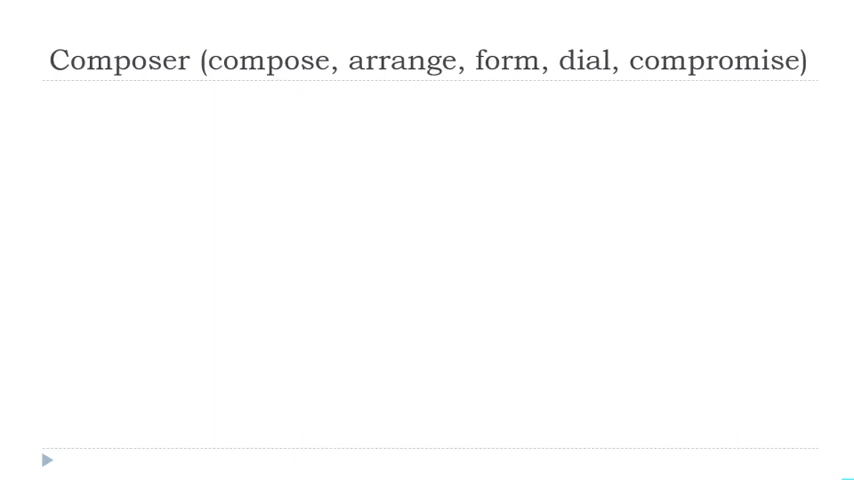 Composer (compose, arrange, form, dial, compromise)